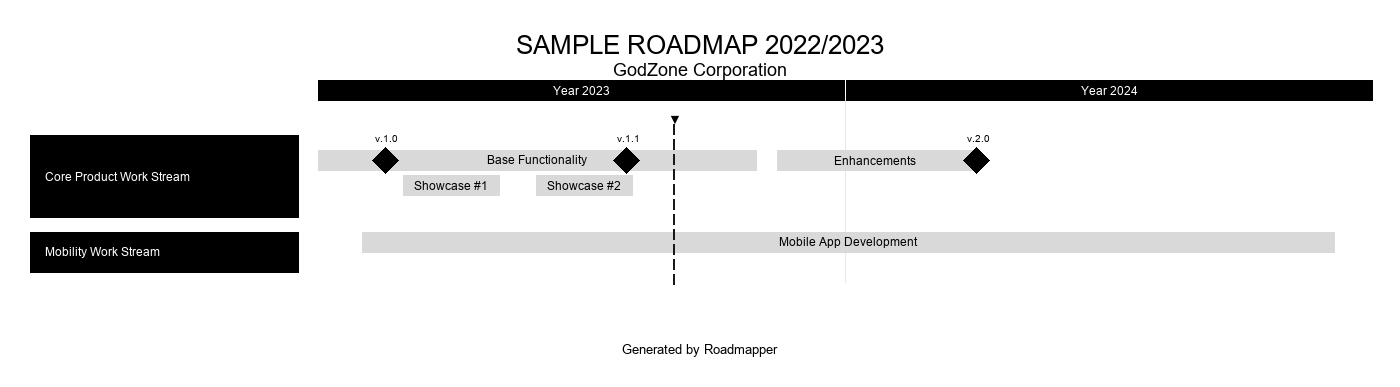 SAMPLE ROADMAP 2022/2023
GodZone Corporation
Year 2023 Year 2024
v.1.0 v.1.1 v.2.0
Base Functionality Enhancements
Core Product Work Stream
Showcase #1 Showcase #2
Mobility Work Stream
Mobile App Development
Generated by Roadmapper